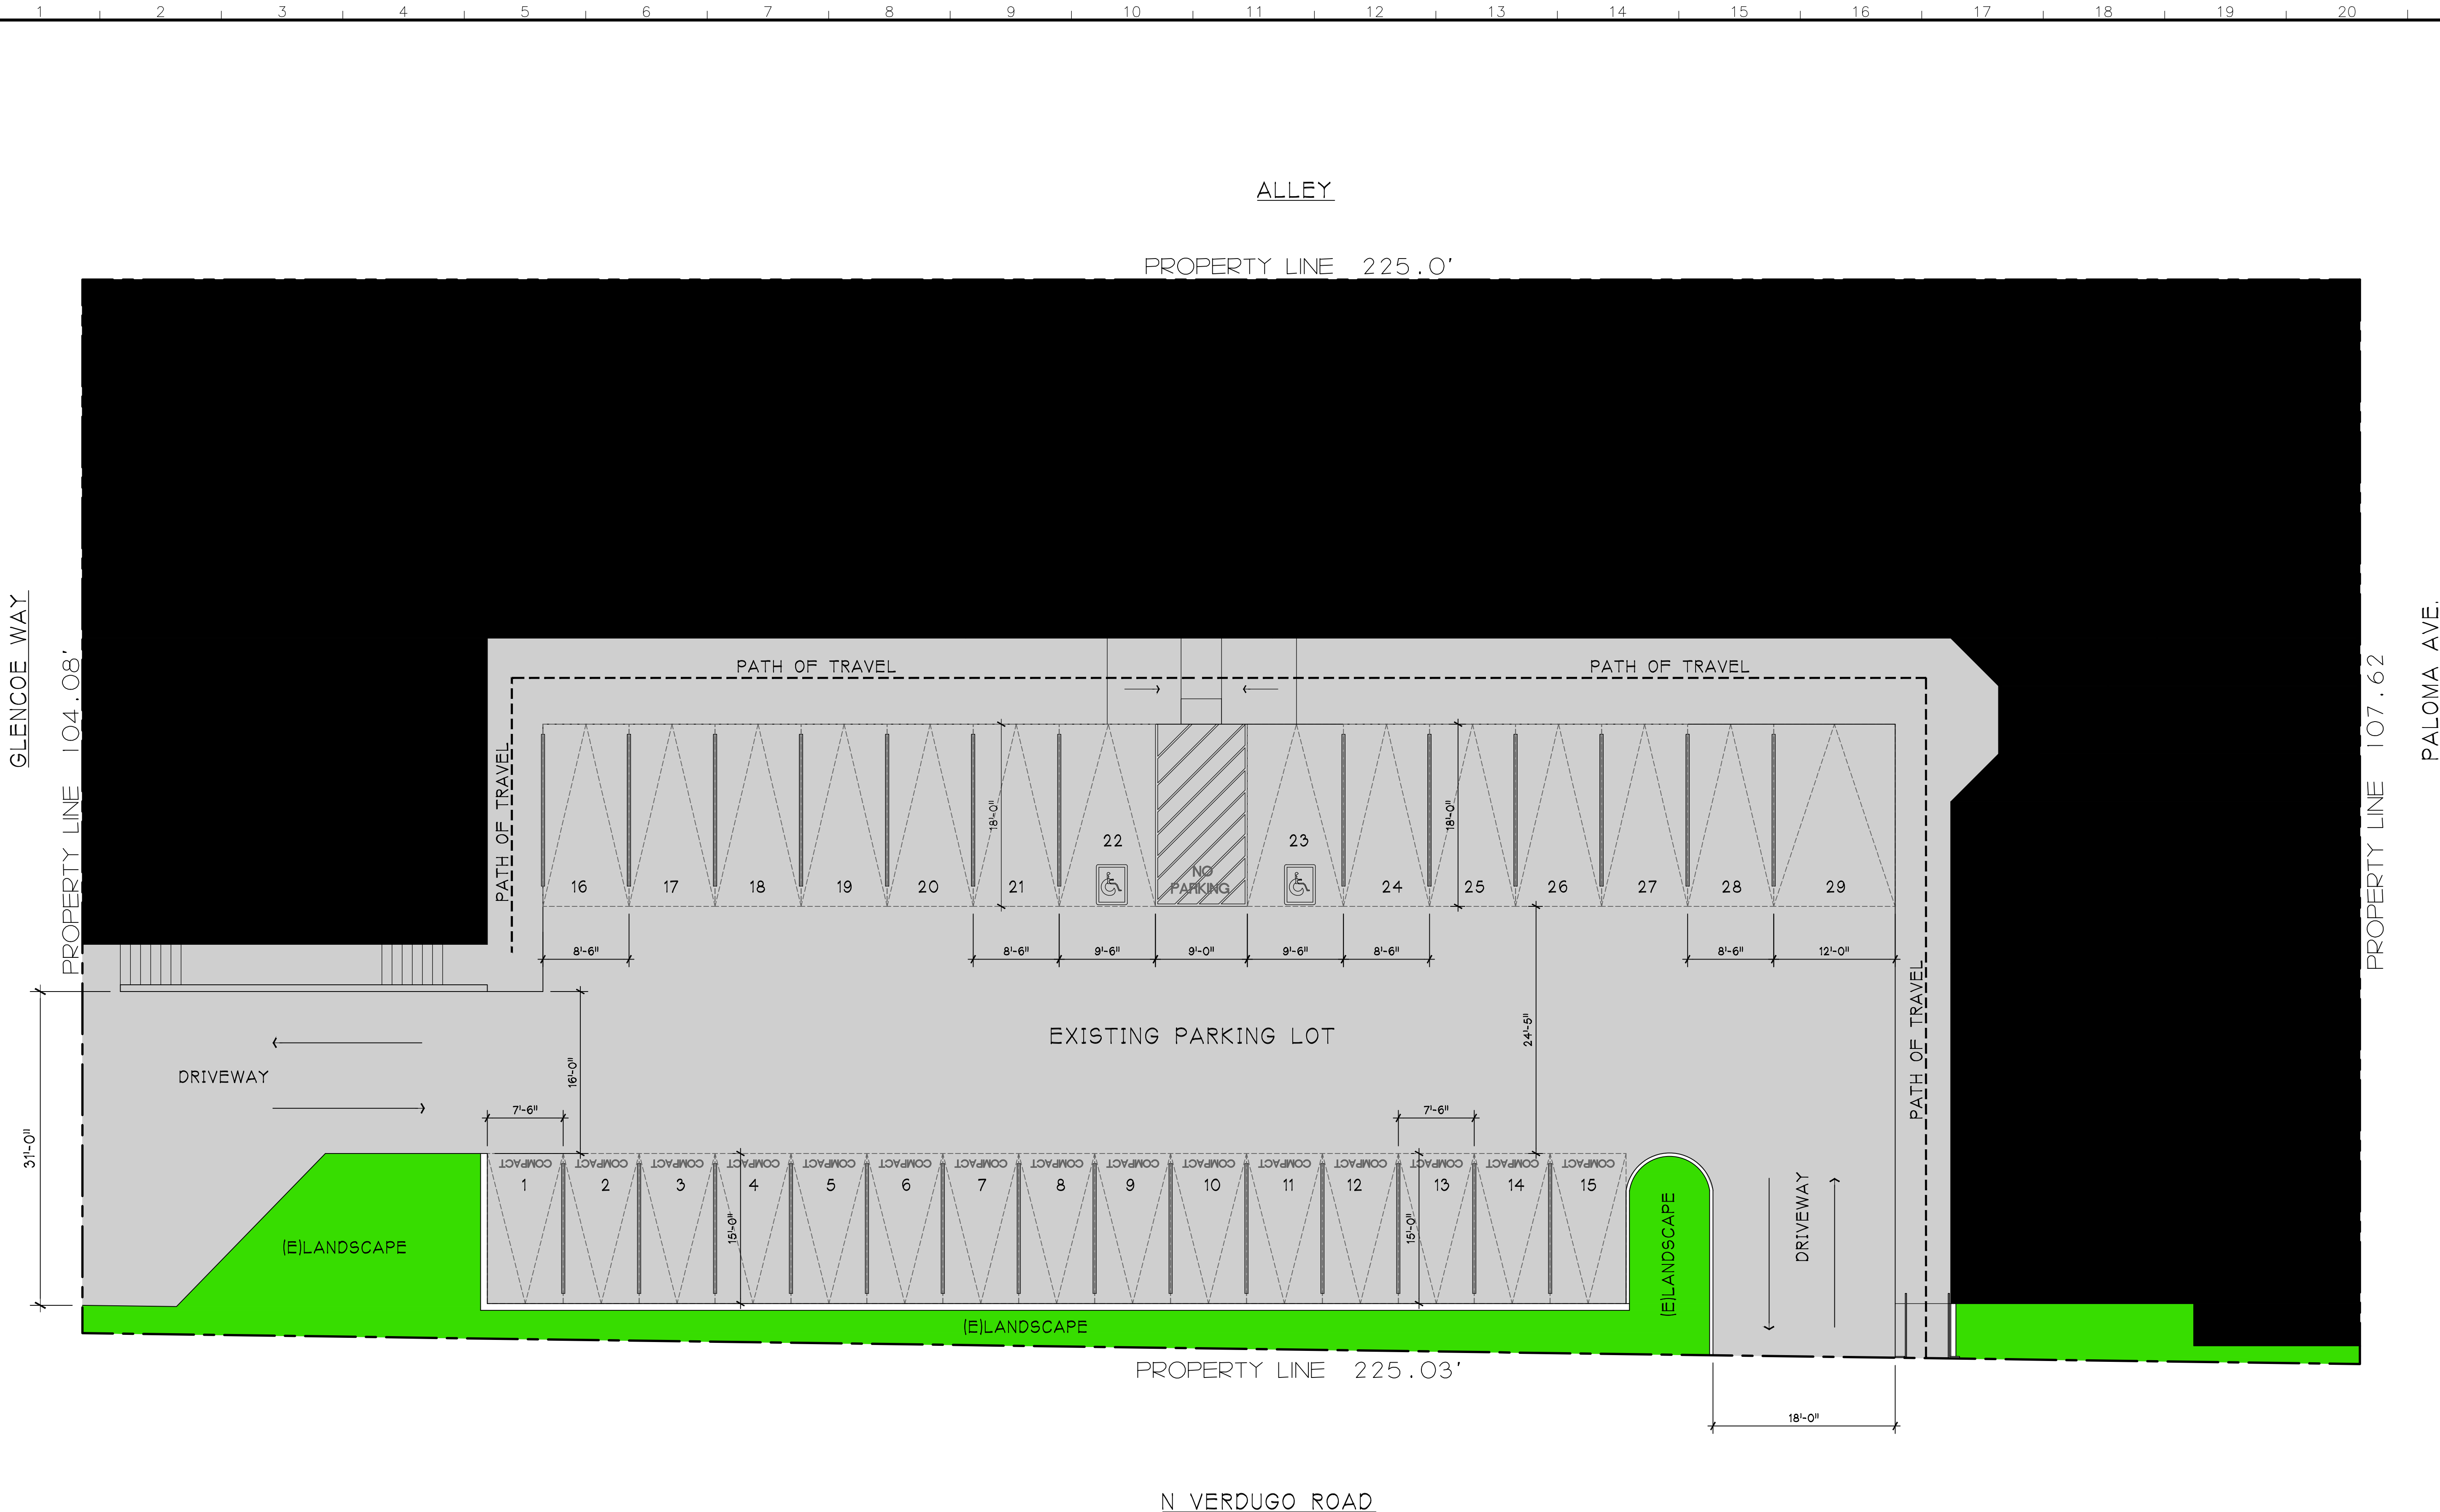 1 2 3 4 5 6 7 8 9 10 11 12 13 14 15 16 17 18 19 20
ALLEY
PROPERTY LINE 225.0'
GLENCOE WAY
PROPERTY LINE 104.08'
PROPERTY LINE 107.62
PALOMA AVE.
PATH OF TRAVEL
PATH OF TRAVEL
PATH OF TRAVEL
18'-0"
18'-0"
22
23
NO
PARKING
16 17 18 19 20 21 24 25 26 27 28 29
8'-6" 8'-6" 9'-6" 9'-0" 9'-6" 8'-6" 8'-6" 12'-0"
PATH OF TRAVEL
EXISTING PARKING LOT
24'-5"
16'-0"
DRIVEWAY
31'-0"
7'-6" 7'-6"
COMPACT COMPACT COMPACT COMPACT COMPACT COMPACT COMPACT COMPACT COMPACT COMPACT COMPACT COMPACT COMPACT COMPACT COMPACT
1 2 3 4 5 6 7 8 9 10 11 12 13 14 15
15'-0"
15'-0"
DRIVEWAY
(E)LANDSCAPE
(E)LANDSCAPE
(E)LANDSCAPE
PROPERTY LINE 225.03'
18'-0"
N VERDUGO ROAD